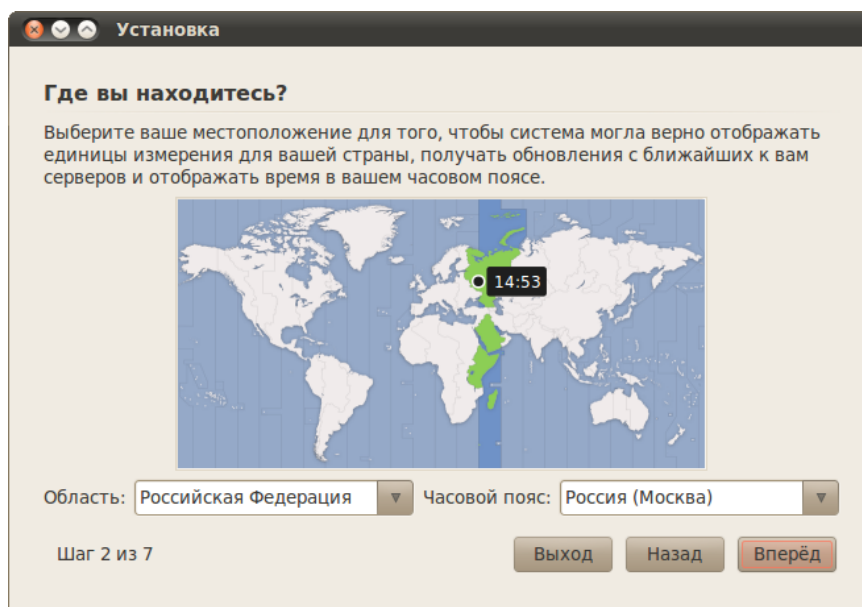 Установка
Где вы находитесь?
Выберите ваше местоположение для того, чтобы система могла верно отображать
единицы измерения для вашей страны, получать обновления с ближайших к вам
серверов и отображать время в вашем часовом поясе.
14:53
Область: Российская Федерация Часовой пояс: Россия (Москва)
Шаг 2 из 7 Выход Назад Вперёд